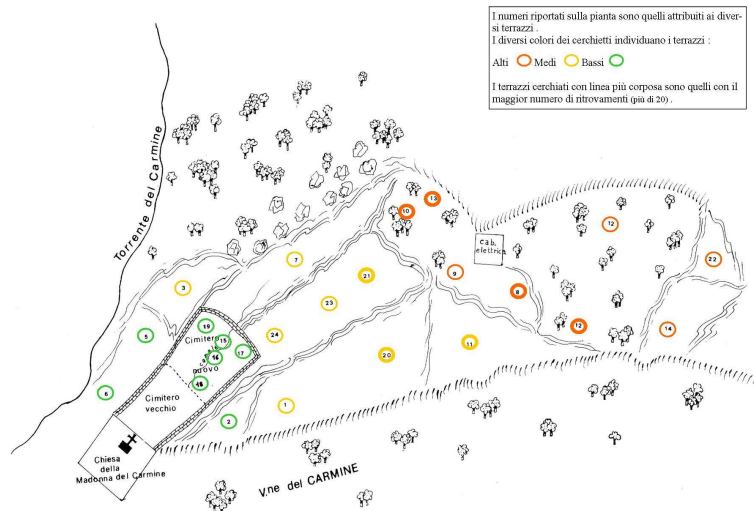 I numeri riportati sulla pianta sono quelli attribuiti ai diver-
si terrazzi .
I diversi colori dei cerchietti individuano i terrazzi :
Alti Medi Bassi
I terrazzi cerchiati con linea più corposa sono quelli con il
maggior numero di ritrovamenti (più di 20) .
Torrente del Carmine
13
10
12
cab.
elettrica
7
22
9
21
3
8
23
19
12
14
5
24
Cimitero
15
11
17
16
20
nuovo
18
6
Cimitero
vecchio
1
2
Chiesa
della
Madonna del Carmine
V.ne del CARMINE